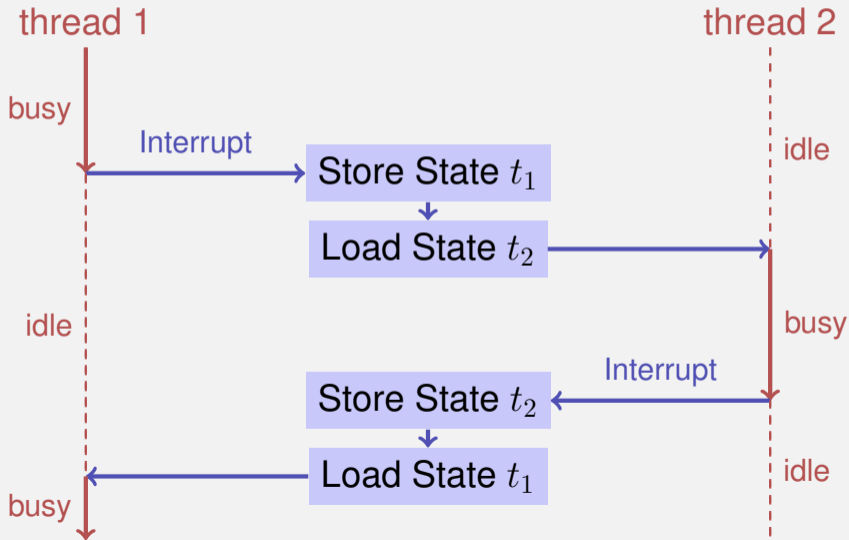 thread 1
thread 2
busy
Interrupt
idle
Store State t₁
Load State t₂
idle
busy
Interrupt
Store State t₂
Load State t₁
idle
busy